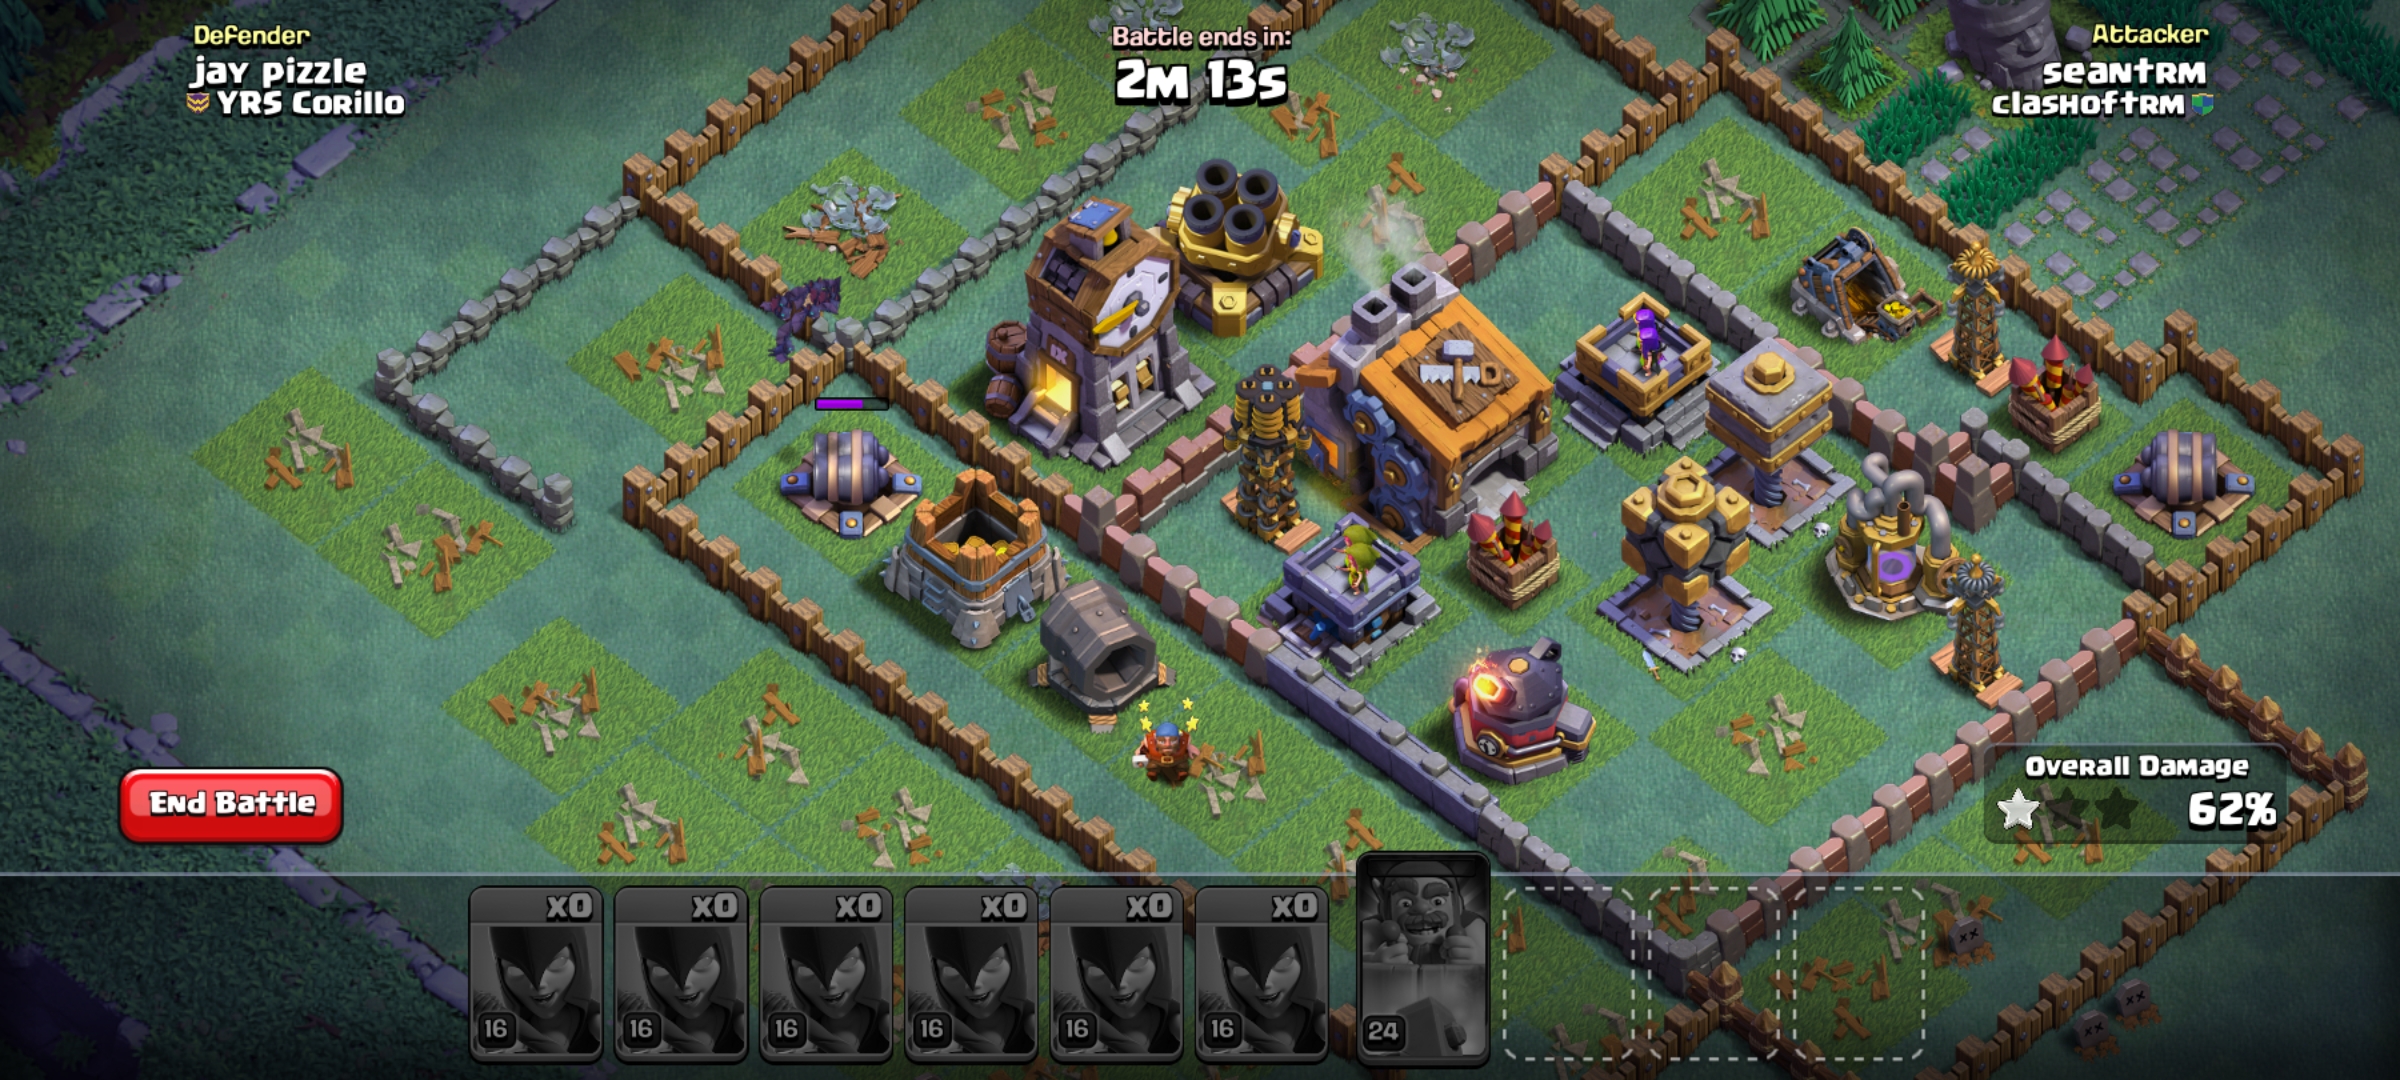 Defender
jay pizzle
YRS Corillo
Battle ends in:
2M 13s
Attacker
seantRM
clashoftRM
End Battle
Overall Damage
62%
x0
x0
x0
x0
x0
x0
16
16
16
16
16
16
24